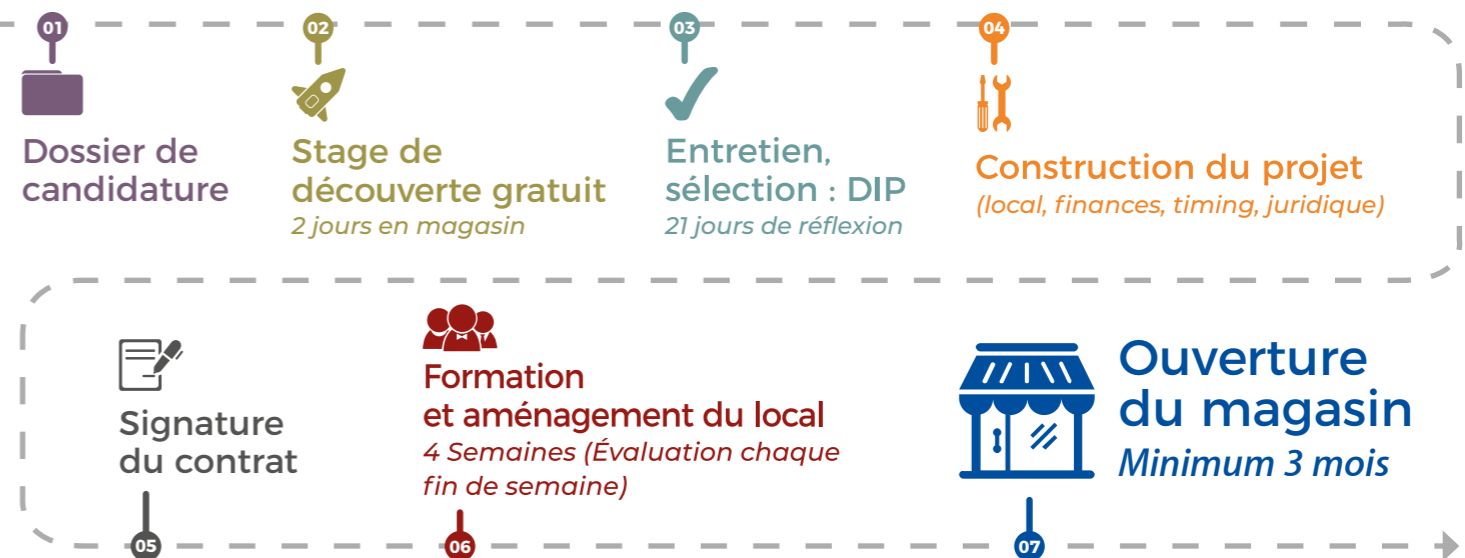 01
Dossier de
candidature
02
Stage de
découverte gratuit
2 jours en magasin
03
Entretien,
sélection : DIP
21 jours de réflexion
04
Construction du projet
(local, finances, timing, juridique)
Signature
du contrat
05
Formation
et aménagement du local
4 Semaines (Évaluation chaque
fin de semaine)
06
Ouverture
du magasin
Minimum 3 mois
07